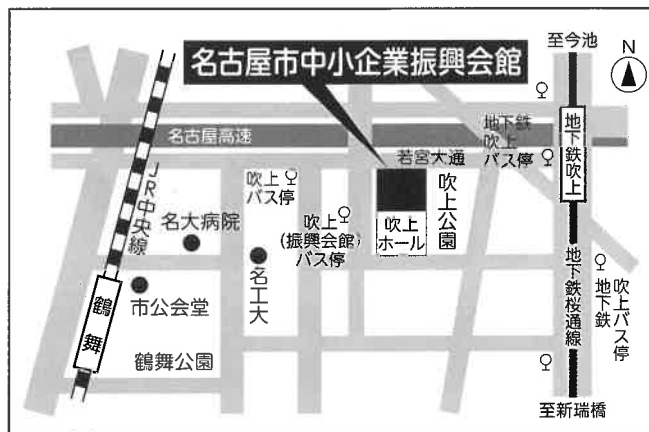 名古屋市中小企業振興会館
至今池
N
名古屋高速
地下鉄
吹上
バス停
若宮大通
地下鉄吹上
JR中央線
吹上
バス停
名大病院
吹上
(振興会館)
バス停
吹上
ホール
吹上公園
名工大
市公会堂
鶴舞
鶴舞公園
地下鉄桜通線
地下鉄
吹上バス停
至新瑞橋